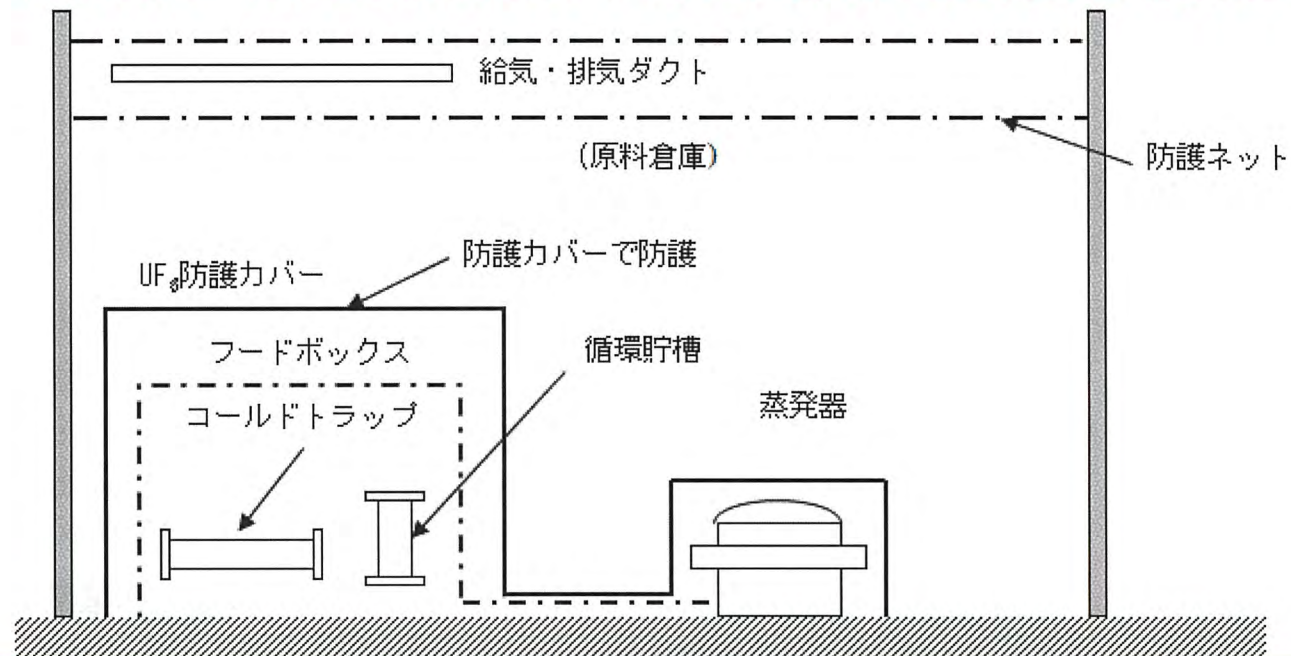 給気・排気ダクト
(原料倉庫)
防護ネット
防護カバーで防護
UF₆防護カバー
フードボックス
循環貯槽
コールドトラップ
蒸発器